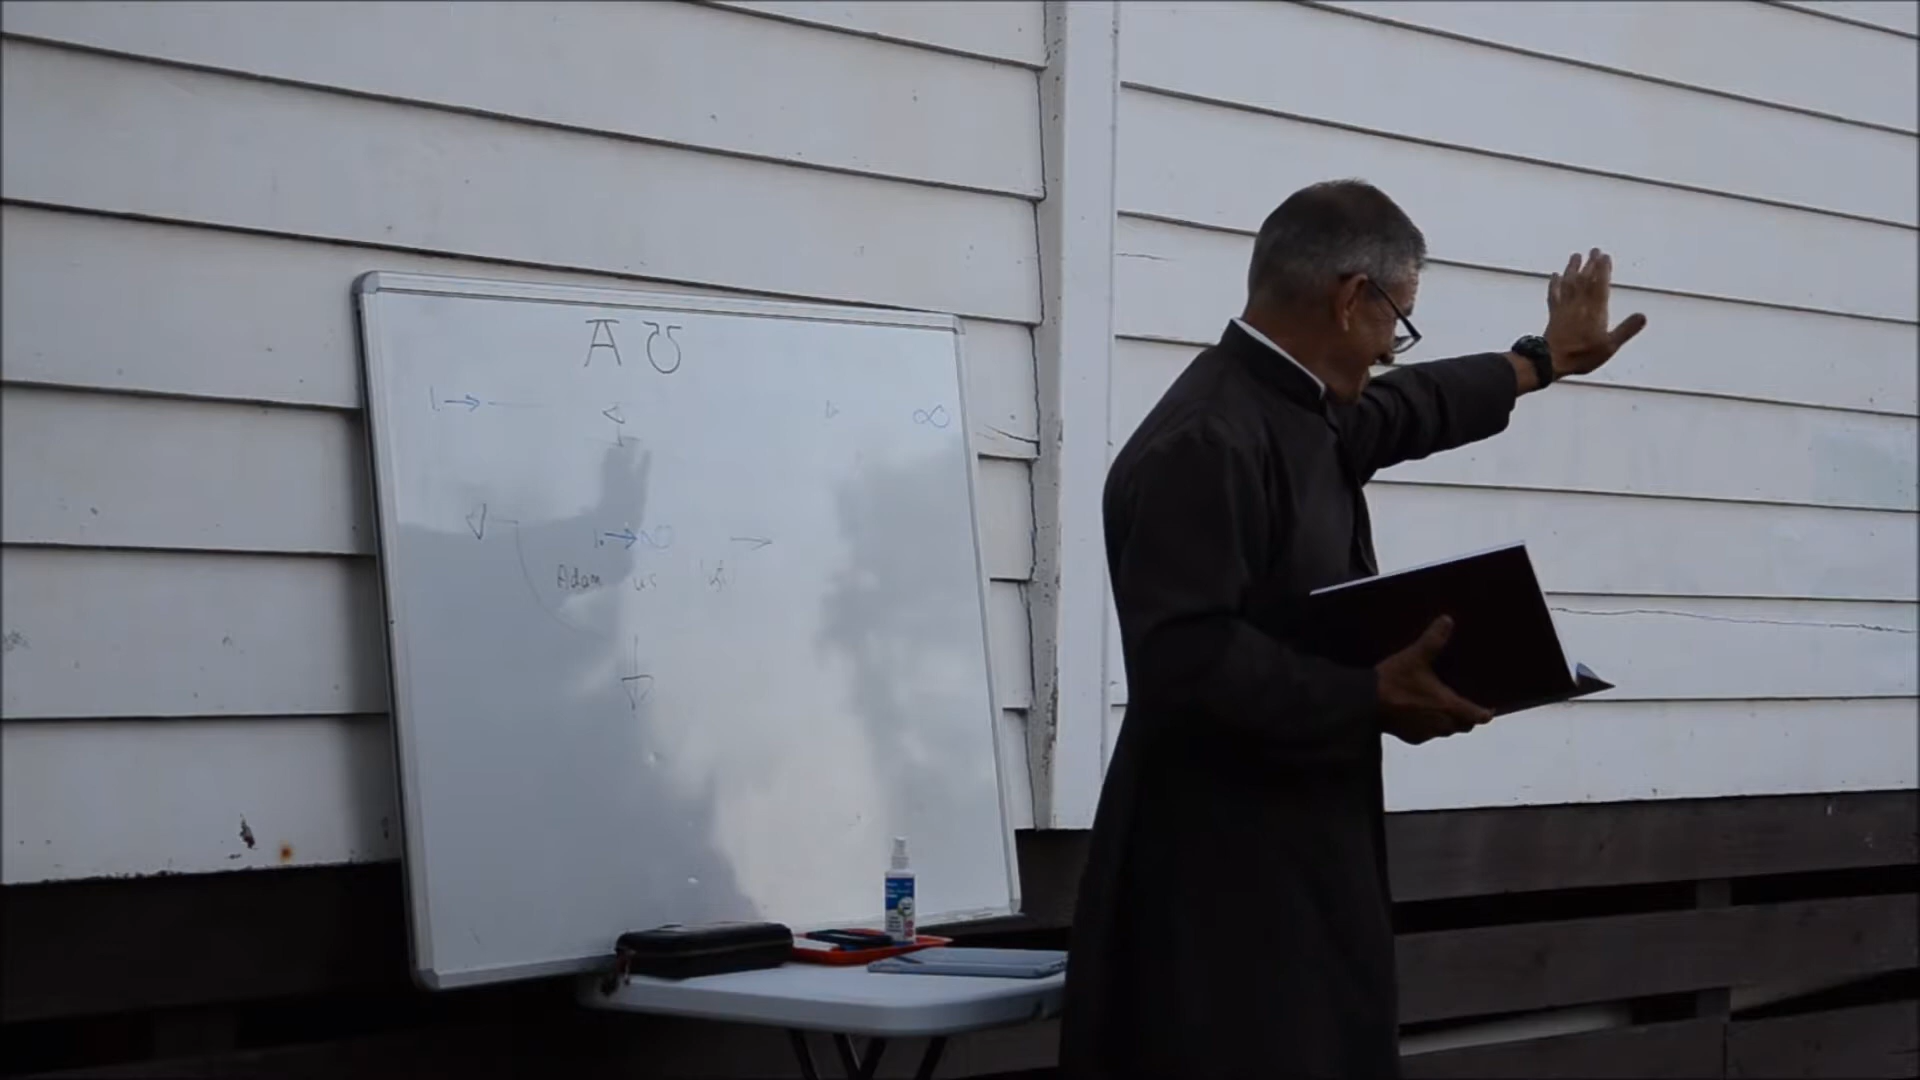 A Ʊ
1. → ∞
1. → ∞ →
Adam us